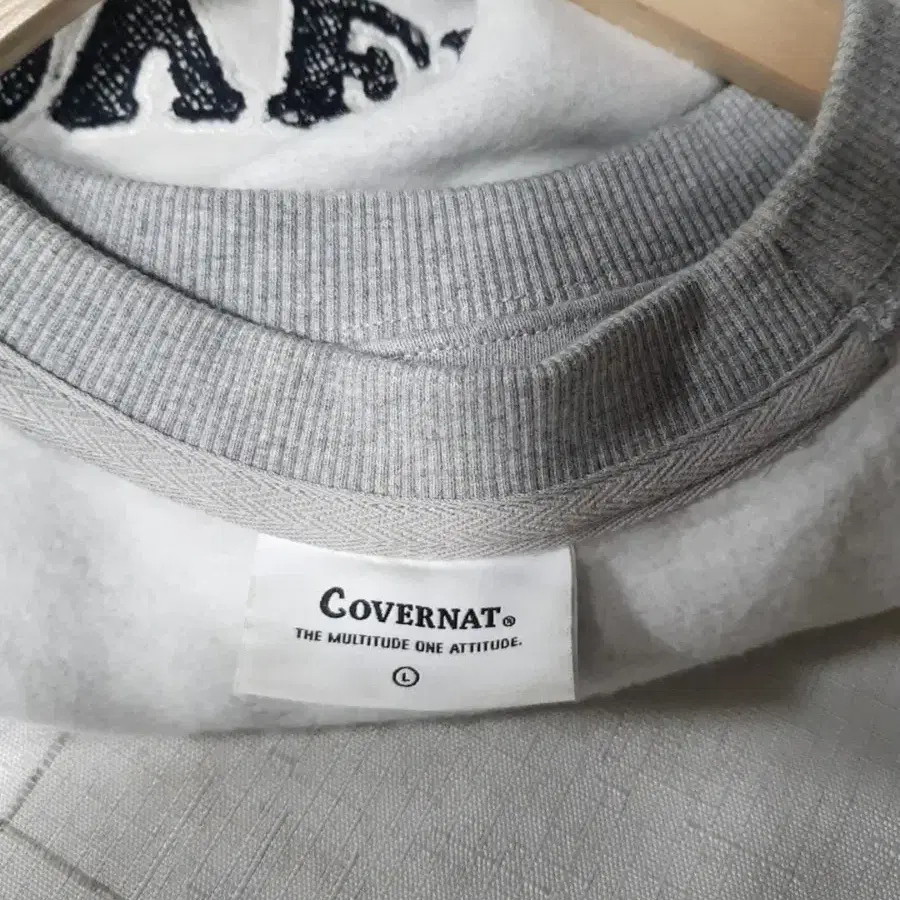 COVERNAT®
THE MULTITUDE ONE ATTITUDE.
L